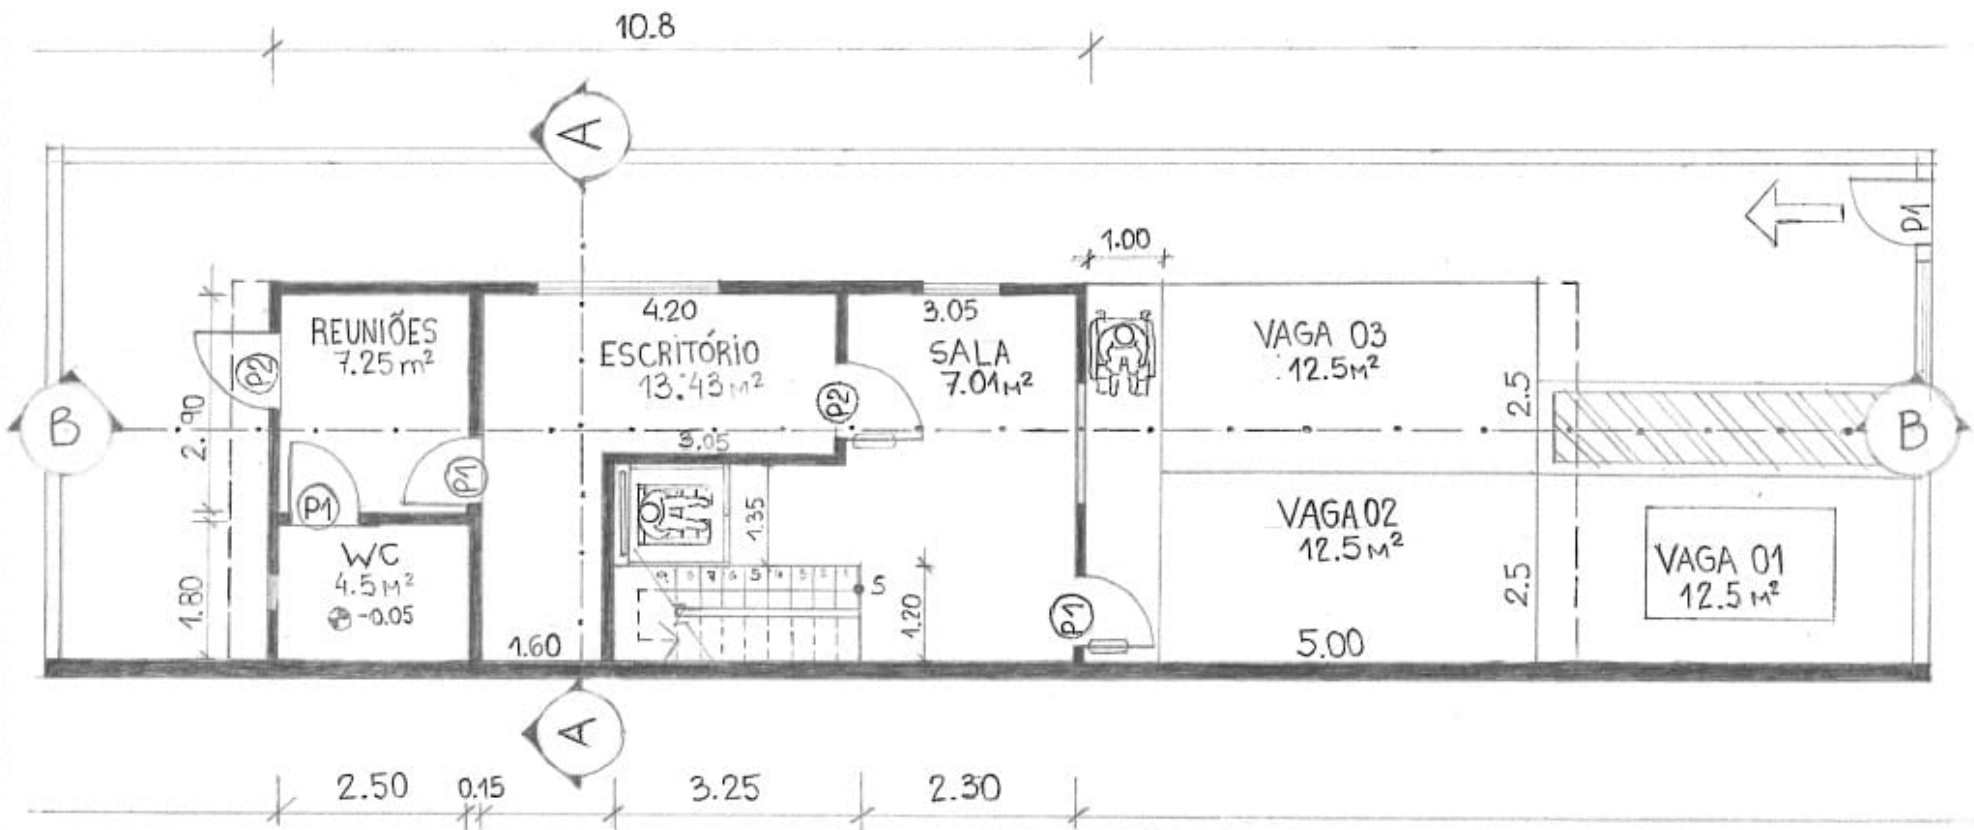 10.8
A
P1
1.00
REUNIÕES
7.25 m²
4.20
ESCRITÓRIO
13.43 m²
3.05
SALA
7.01 m²
VAGA 03
12.5 m²
P2
P2
2.90
2.5
B
B
3.05
P1
P1
1.35
VAGA 02
12.5 m²
VAGA 01
12.5 m²
WC
4.5 m²
-0.05
1.80
S
1.20
P1
2.5
1.60
5.00
A
2.50
0.15
3.25
2.30